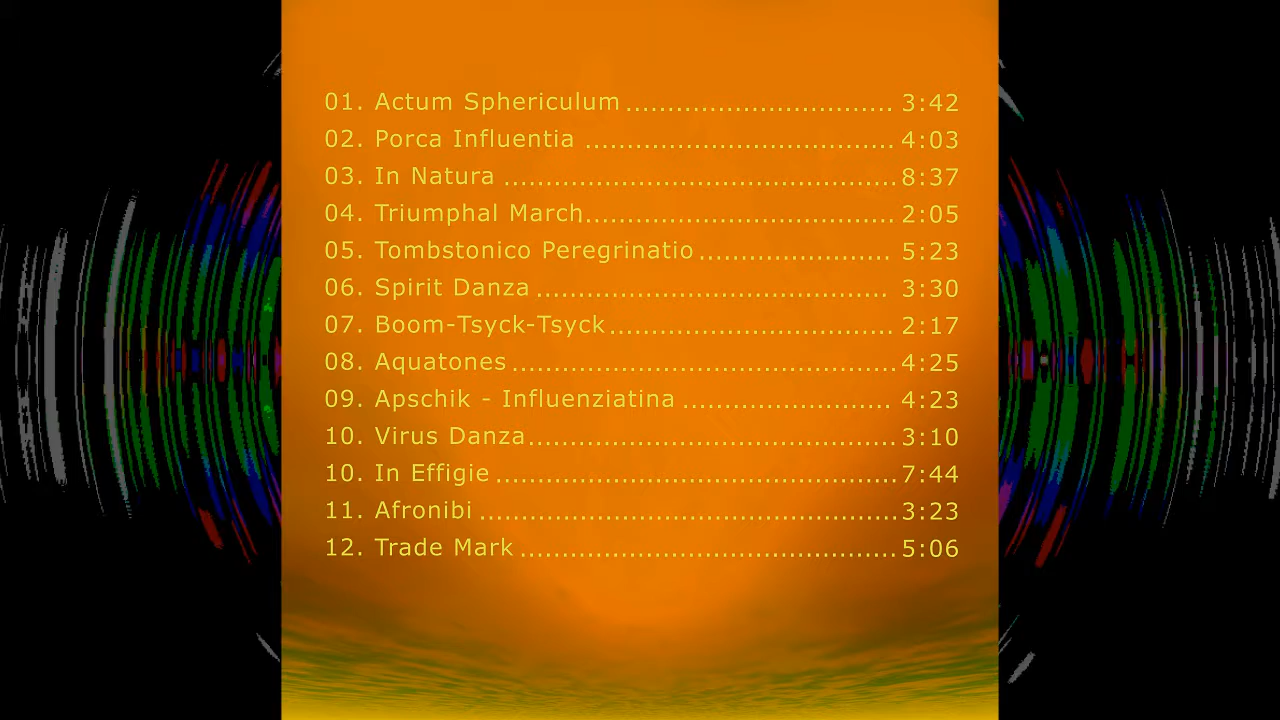 01. Actum Sphericulum ................................ 3:42
02. Porca Influentia ..................................... 4:03
03. In Natura ............................................... 8:37
04. Triumphal March..................................... 2:05
05. Tombstonico Peregrinatio ....................... 5:23
06. Spirit Danza .......................................... 3:30
07. Boom-Tsyck-Tsyck.................................. 2:17
08. Aquatones ..............................................4:25
09. Apschik - Influenziatina ......................... 4:23
10. Virus Danza............................................3:10
10. In Effigie ................................................7:44
11. Afronibi ..................................................3:23
12. Trade Mark .............................................5:06